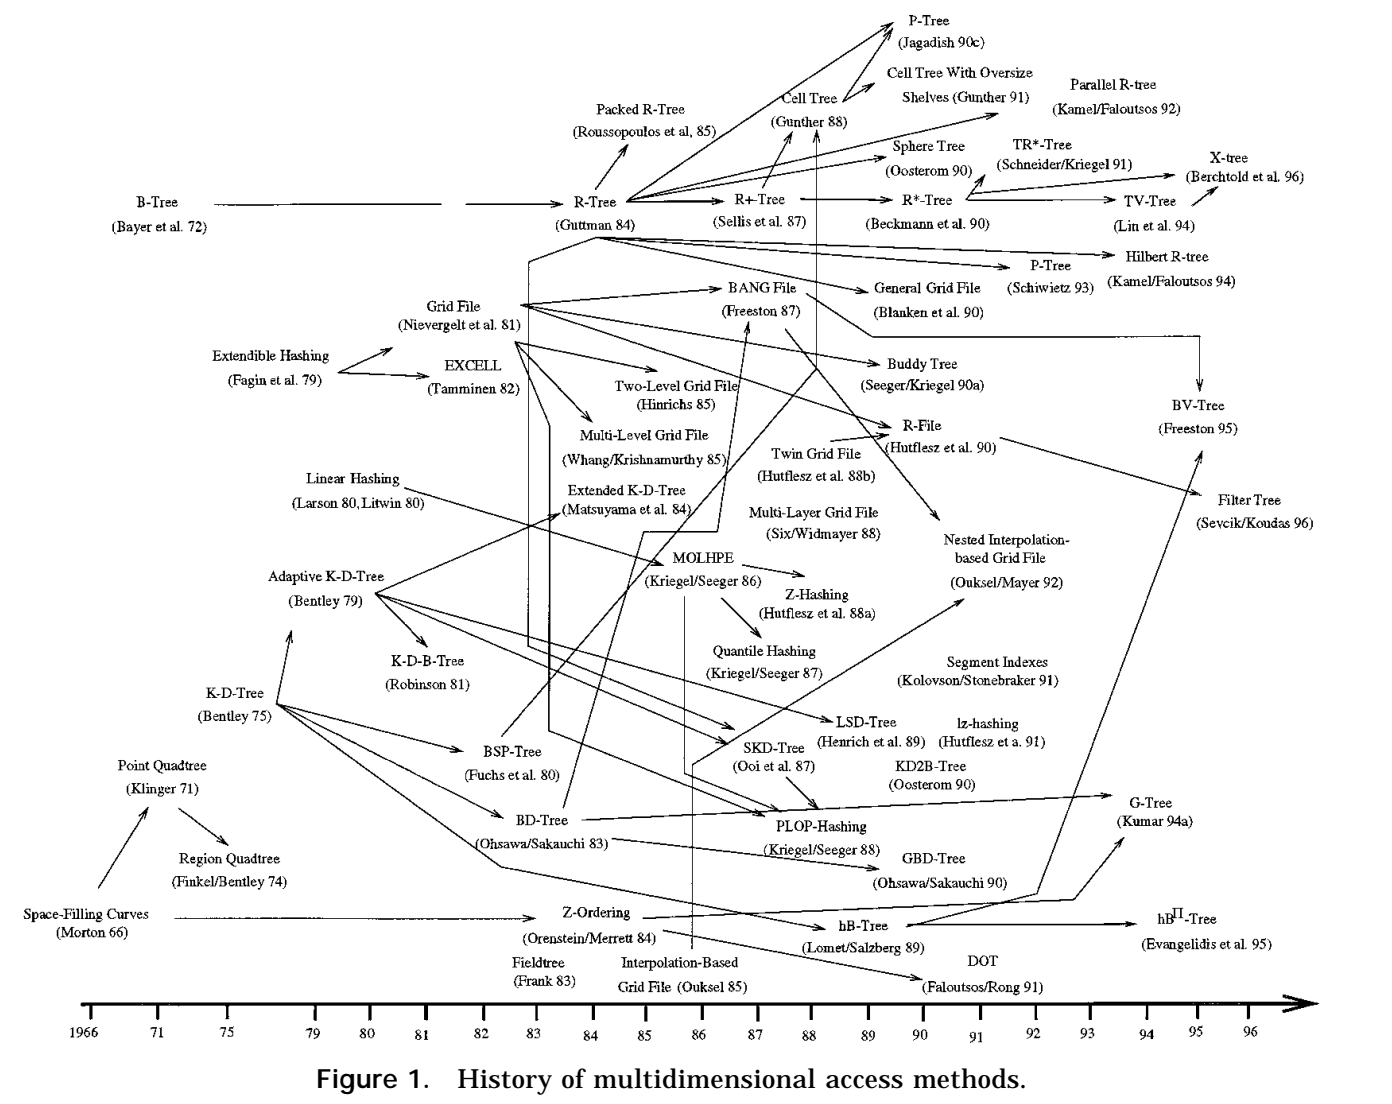 P-Tree
(Jagadish 90c)
Cell Tree With Oversize
Shelves (Gunther 91)
Parallel R-tree
(Kamel/Faloutsos 92)
Cell Tree
(Gunther 88)
Packed R-Tree
(Roussopoulos et al, 85)
Sphere Tree
(Oosterom 90)
TR*-Tree
(Schneider/Kriegel 91)
X-tree
(Berchtold et al. 96)
B-Tree
(Bayer et al. 72)
R-Tree
(Guttman 84)
R+-Tree
(Sellis et al. 87)
R*-Tree
(Beckmann et al. 90)
TV-Tree
(Lin et al. 94)
Hilbert R-tree
(Kamel/Faloutsos 94)
P-Tree
(Schiwietz 93)
BANG File
(Freeston 87)
General Grid File
(Blanken et al. 90)
Grid File
(Nievergelt et al. 81)
Extendible Hashing
(Fagin et al. 79)
EXCELL
(Tamminen 82)
Buddy Tree
(Seeger/Kriegel 90a)
Two-Level Grid File
(Hinrichs 85)
BV-Tree
(Freeston 95)
R-File
(Hutflesz et al. 90)
Multi-Level Grid File
(Whang/Krishnamurthy 85)
Twin Grid File
(Hutflesz et al. 88b)
Linear Hashing
(Larson 80, Litwin 80)
Extended K-D-Tree
(Matsuyama et al. 84)
Filter Tree
(Sevcik/Koudas 96)
Multi-Layer Grid File
(Six/Widmayer 88)
Nested Interpolation-
based Grid File
(Ouksel/Mayer 92)
MOLHPE
(Kriegel/Seeger 86)
Adaptive K-D-Tree
(Bentley 79)
Z-Hashing
(Hutflesz et al. 88a)
Quantile Hashing
(Kriegel/Seeger 87)
K-D-B-Tree
(Robinson 81)
Segment Indexes
(Kolovson/Stonebraker 91)
K-D-Tree
(Bentley 75)
LSD-Tree
(Henrich et al. 89)
lz-hashing
(Hutflesz et a. 91)
BSP-Tree
(Fuchs et al. 80)
SKD-Tree
(Ooi et al. 87)
KD2B-Tree
(Oosterom 90)
Point Quadtree
(Klinger 71)
G-Tree
(Kumar 94a)
BD-Tree
(Ohsawa/Sakauchi 83)
PLOP-Hashing
(Kriegel/Seeger 88)
Region Quadtree
(Finkel/Bentley 74)
GBD-Tree
(Ohsawa/Sakauchi 90)
Space-Filling Curves
(Morton 66)
Z-Ordering
(Orenstein/Merrett 84)
hB-Tree
(Lomet/Salzberg 89)
hBΠ-Tree
(Evangelidis et al. 95)
Fieldtree
(Frank 83)
Interpolation-Based
Grid File (Ouksel 85)
DOT
(Faloutsos/Rong 91)
1966 71 75 79 80 81 82 83 84 85 86 87 88 89 90 91 92 93 94 95 96
Figure 1. History of multidimensional access methods.